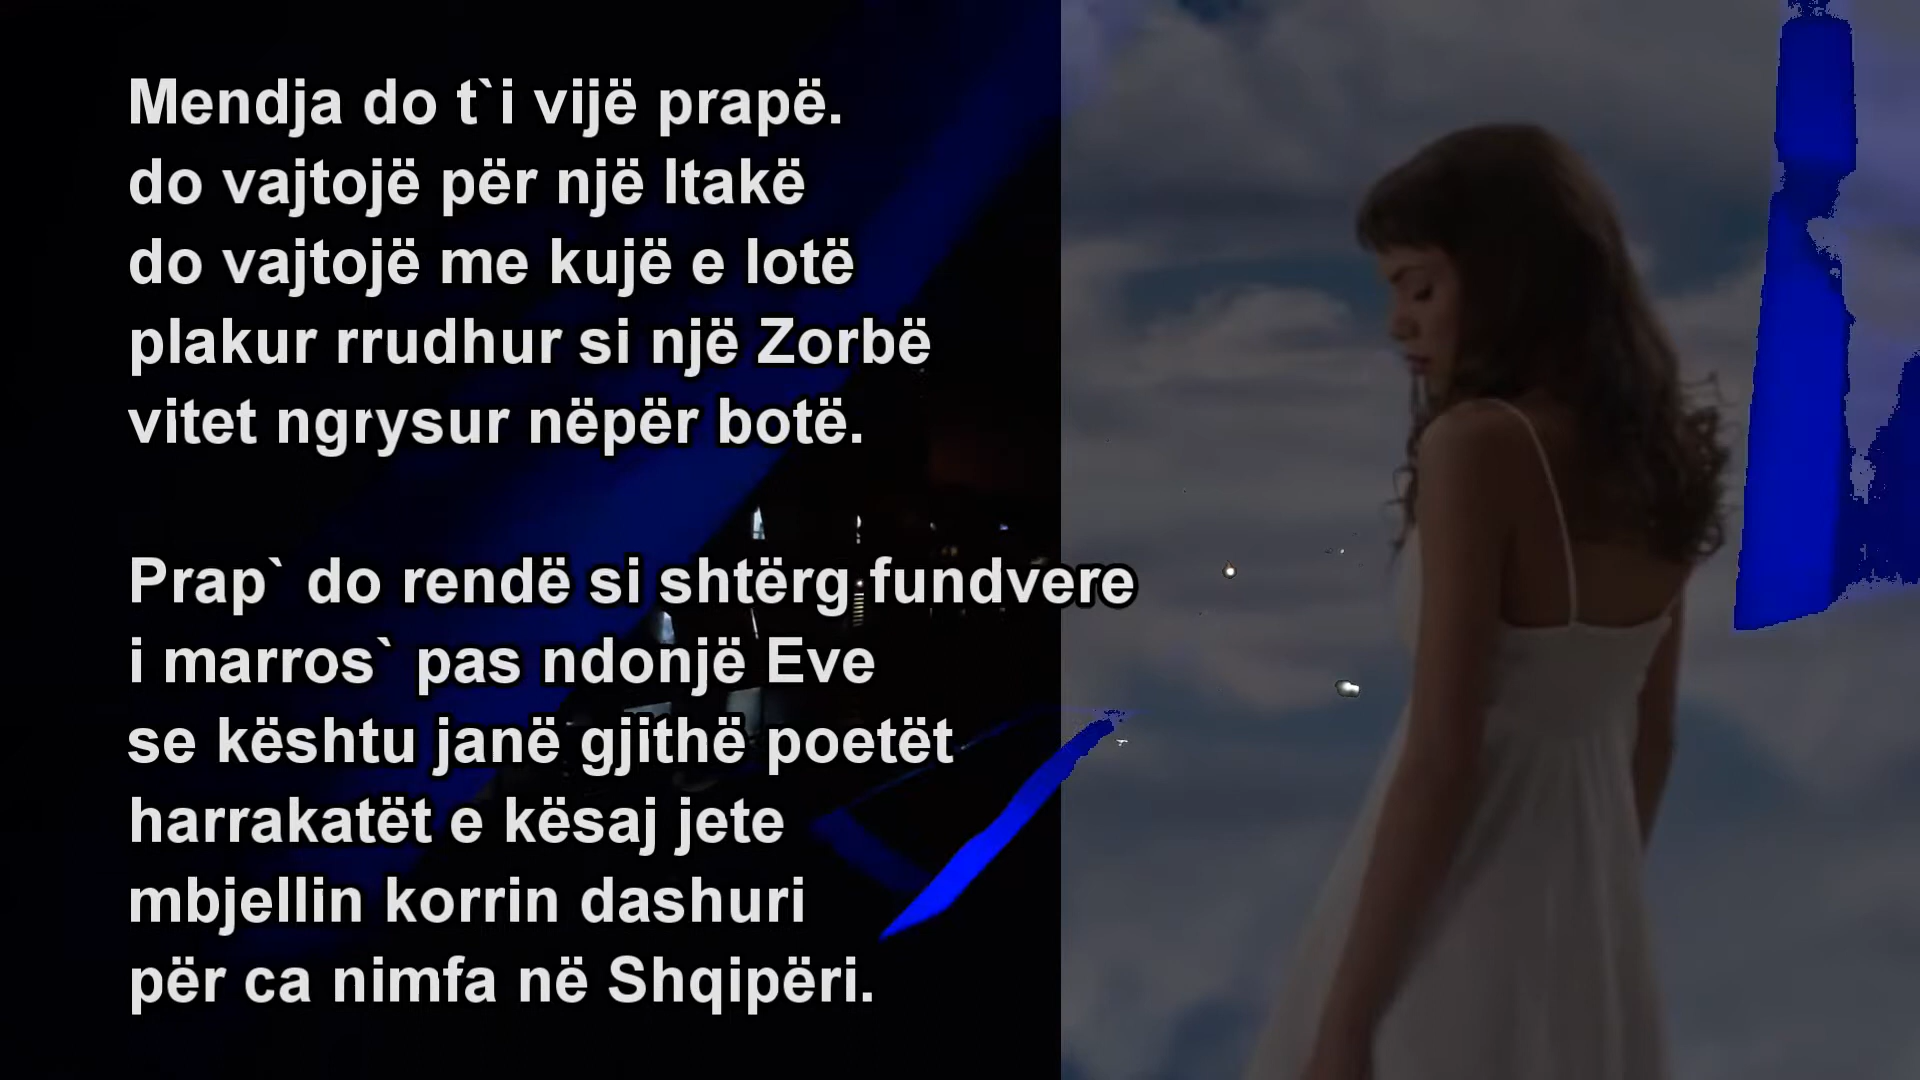 Mendja do t`i vijë prapë.
do vajtojë për një Itakë
do vajtojë me kujë e lotë
plakur rrudhur si një Zorbë
vitet ngrysur nëpër botë.
Prap` do rendë si shtërg fundvere
i marros` pas ndonjë Eve
se kështu janë gjithë poetët
harrakatët e kësaj jete
mbjellin korrin dashuri
për ca nimfa në Shqipëri.